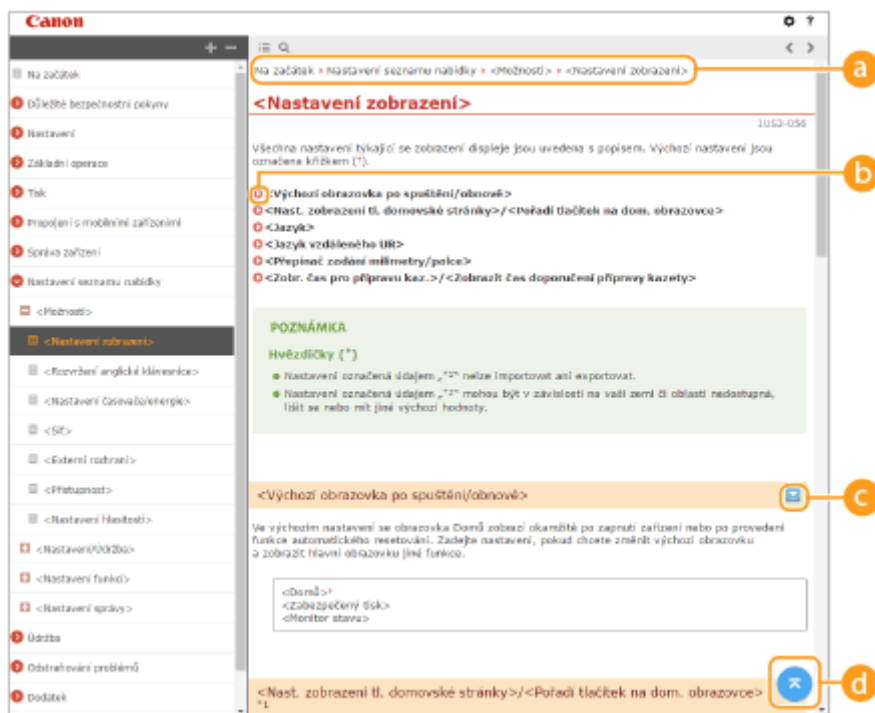 Canon
?
+ −
Na začátek
Důležité bezpečnostní pokyny
Nastavení
Základní operace
Tisk
Propojení s mobilními zařízeními
Správa zařízení
Nastavení seznamu nabídky
<Možnosti>
<Nastavení zobrazení>
<Rozvržení anglické klávesnice>
<Nastavení časovače/energie>
<Síť>
<Externí rozhraní>
<Přístupnost>
<Nastavení hlasitosti>
<Nastavení/Údržba>
<Nastavení funkcí>
<Nastavení správy>
Údržba
Odstraňování problémů
Dodatek
Na začátek > Nastavení seznamu nabídky > <Možnosti> > <Nastavení zobrazení>
<Nastavení zobrazení>
1US3-056
Všechna nastavení týkající se zobrazení displeje jsou uvedena s popisem. Výchozí nastavení jsou
označena křížkem (†).
<Výchozí obrazovka po spuštění/obnově>
<Nast. zobrazení tl. domovské stránky>/<Pořadí tlačítek na dom. obrazovce>
<Jazyk>
<Jazyk vzdáleného UR>
<Přepínač zadání milimetry/palce>
<Zobr. čas pro přípravu kaz.>/<Zobrazit čas doporučení přípravy kazety>
POZNÁMKA
Hvězdičky (*)
Nastavení označená údajem „*1“ nelze importovat ani exportovat.
Nastavení označená údajem „*2“ mohou být v závislosti na vaší zemi či oblasti nedostupná,
lišit se nebo mít jiné výchozí hodnoty.
<Výchozí obrazovka po spuštění/obnově>
Ve výchozím nastavení se obrazovka Domů zobrazí okamžitě po zapnutí zařízení nebo po provedení
funkce automatického resetování. Zadejte nastavení, pokud chcete změnit výchozí obrazovku
a zobrazit hlavní obrazovku jiné funkce.
<Domů>†
<Zabezpečený tisk>
<Monitor stavu>
<Nast. zobrazení tl. domovské stránky>/<Pořadí tlačítek na dom. obrazovce>
*1
a
b
c
d